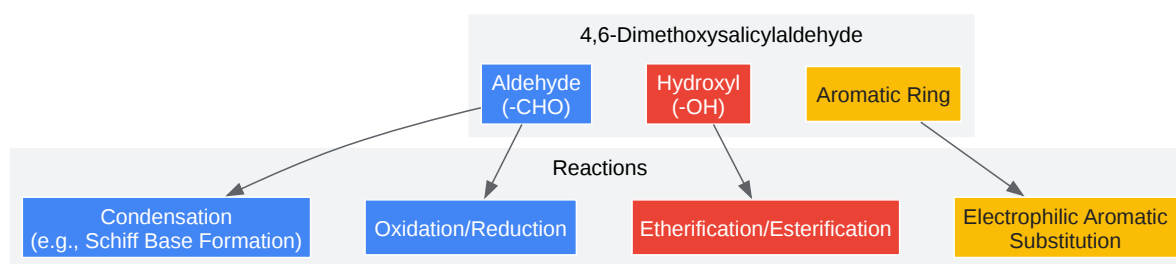 4,6-Dimethoxysalicylaldehyde
Aldehyde
(-CHO)
Hydroxyl
(-OH)
Aromatic Ring
Reactions
Condensation
(e.g., Schiff Base Formation)
Oxidation/Reduction
Etherification/Esterification
Electrophilic Aromatic
Substitution